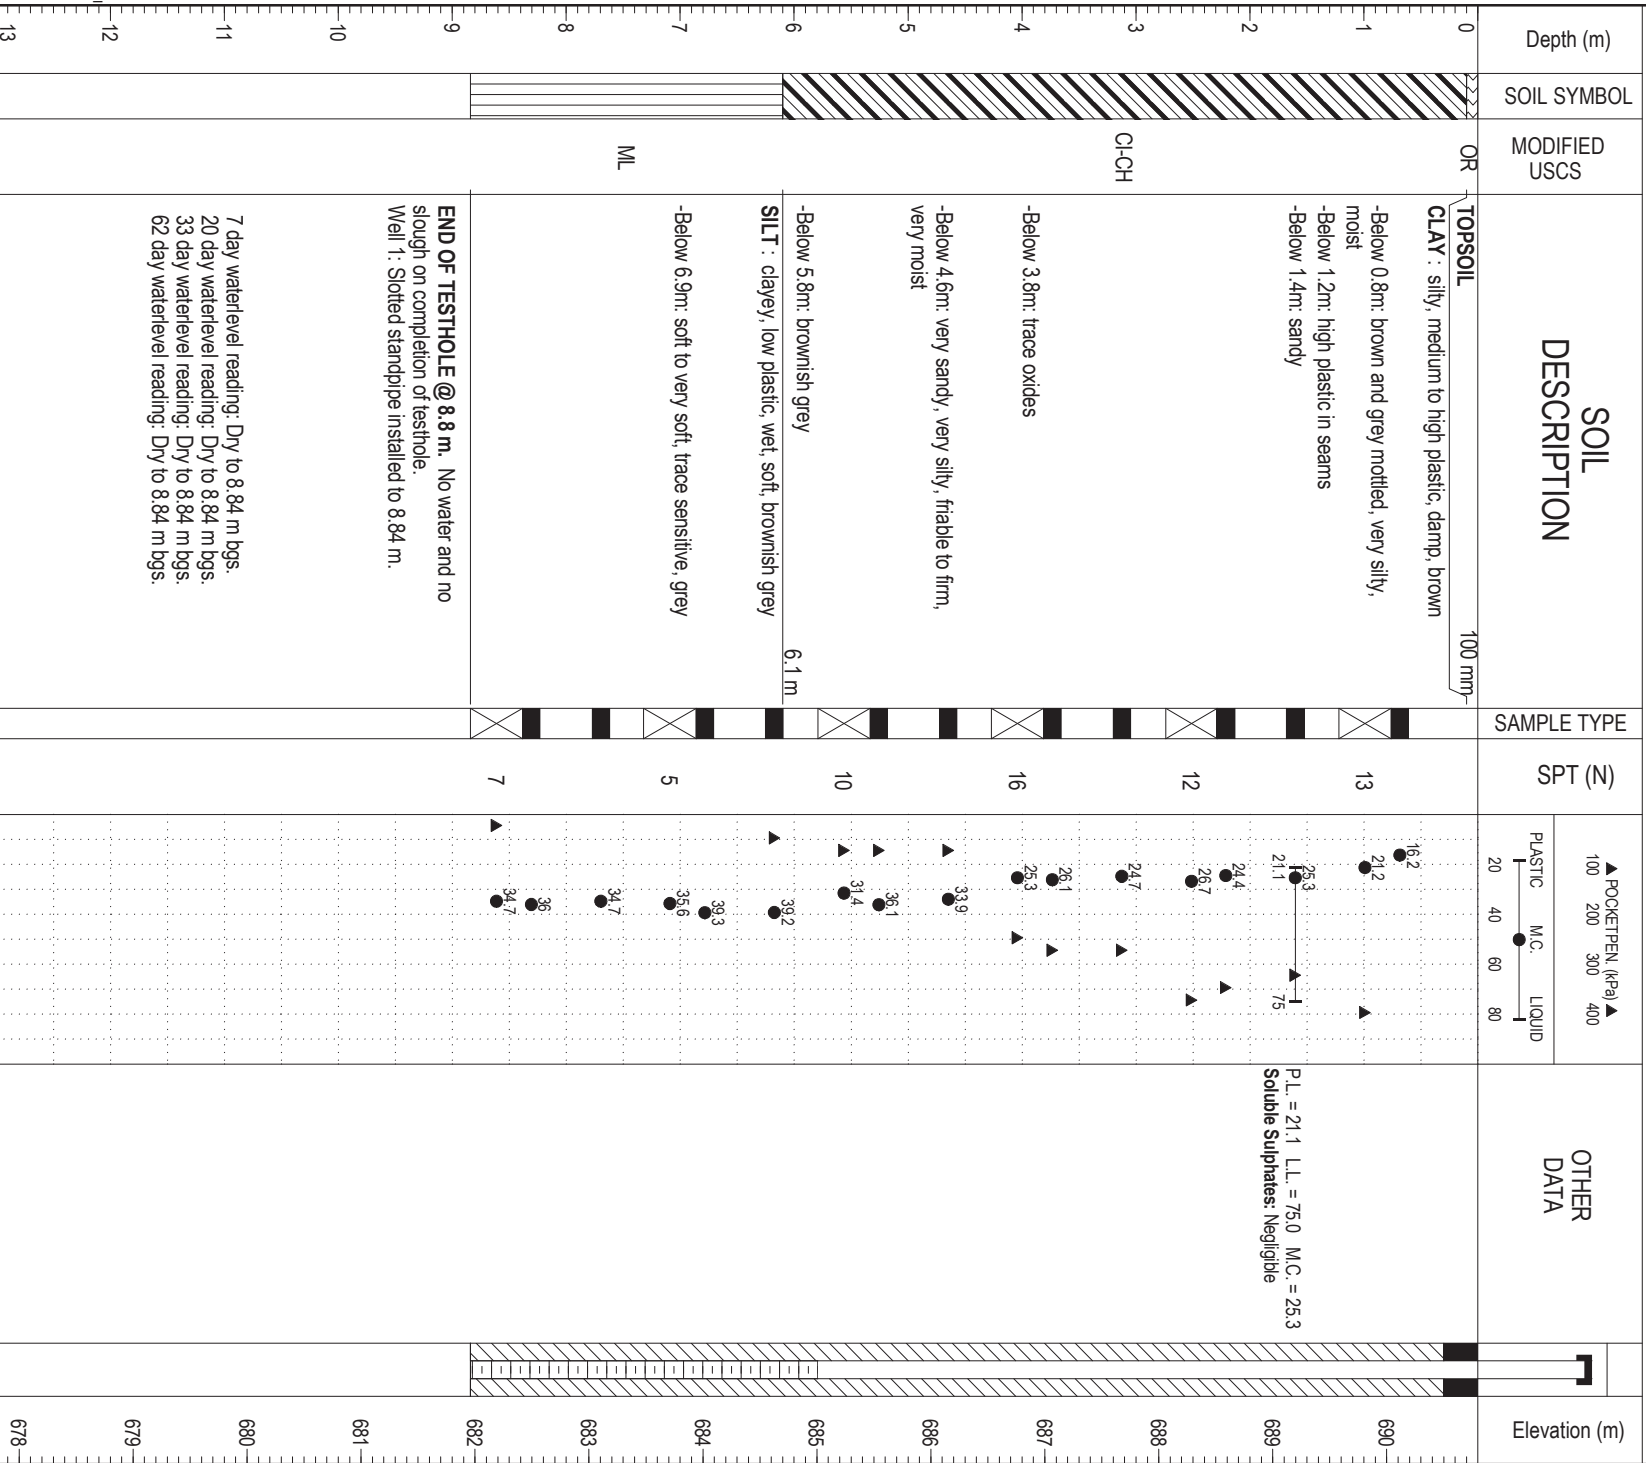 Depth (m)
SOIL SYMBOL
MODIFIED
USCS
SOIL
DESCRIPTION
SAMPLE TYPE
SPT (N)
▲ POCKETPEN. (kPa) ▲
100 200 300 400
PLASTIC M.C. LIQUID
20 40 60 80
OTHER
DATA
Elevation (m)
0
1
2
3
4
5
6
7
8
9
10
11
12
13
OR
CI-CH
ML
TOPSOIL 100 mm
CLAY : silty, medium to high plastic, damp, brown
-Below 0.8m: brown and grey mottled, very silty,
moist
-Below 1.2m: high plastic in seams
-Below 1.4m: sandy
-Below 3.8m: trace oxides
-Below 4.6m: very sandy, very silty, friable to firm,
very moist
-Below 5.8m: brownish grey
6.1 m
SILT : clayey, low plastic, wet, soft, brownish grey
-Below 6.9m: soft to very soft, trace sensitive, grey
END OF TESTHOLE @ 8.8 m. No water and no
slough on completion of testhole.
Well 1: Slotted standpipe installed to 8.84 m.
7 day waterlevel reading: Dry to 8.84 m bgs.
20 day waterlevel reading: Dry to 8.84 m bgs.
33 day waterlevel reading: Dry to 8.84 m bgs.
62 day waterlevel reading: Dry to 8.84 m bgs.
13
12
16
10
5
7
16.2
21.2
25.3
21.1 75
24.4
26.7
24.7
26.1
25.3
33.9
36.1
31.4
39.2
39.3
35.6
34.7
36
34.7
P.L. = 21.1 L.L. = 75.0 M.C. = 25.3
Soluble Sulphates: Negligible
690
689
688
687
686
685
684
683
682
681
680
679
678